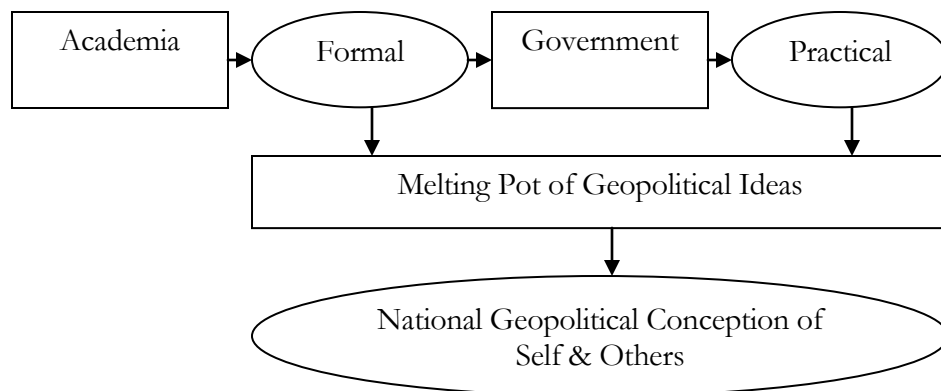 Academia
Formal
Government
Practical
Melting Pot of Geopolitical Ideas
National Geopolitical Conception of
Self & Others